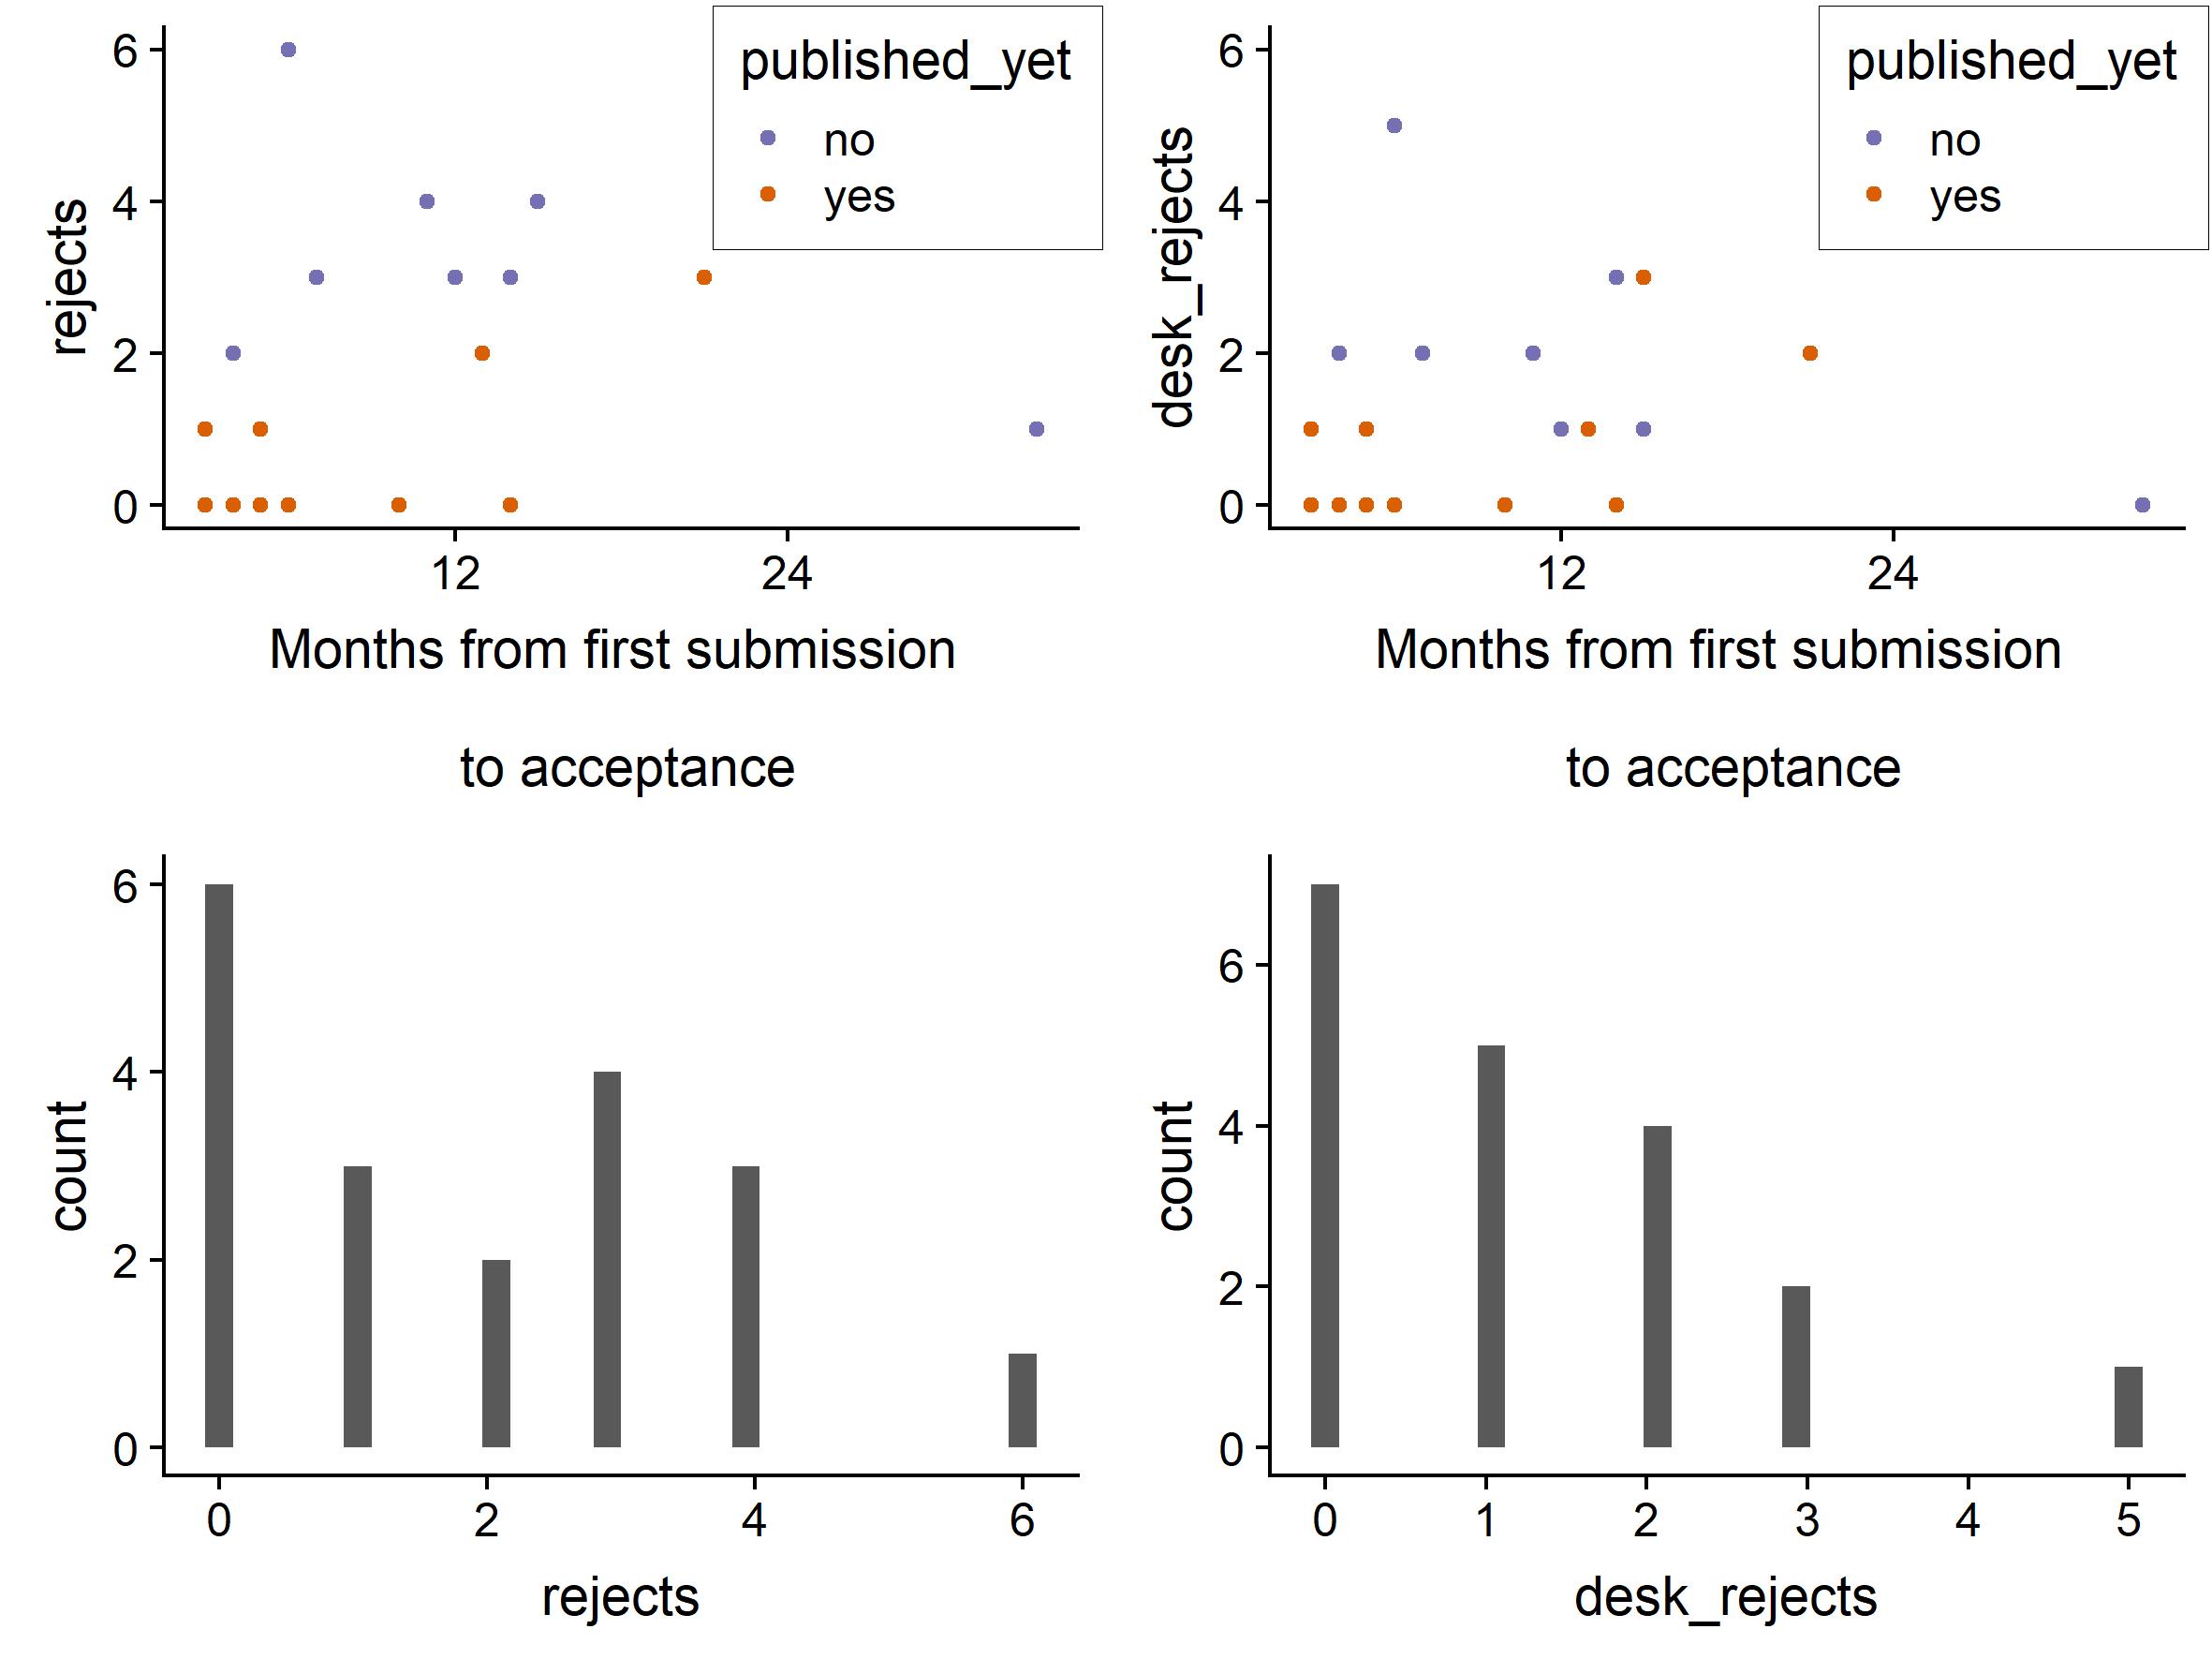 published_yet
no
yes
6
4
2
0
rejects
12
24
Months from first submission
to acceptance
published_yet
no
yes
6
4
2
0
desk_rejects
12
24
Months from first submission
to acceptance
6
4
2
0
count
0
2
4
6
rejects
6
4
2
0
count
0
1
2
3
4
5
desk_rejects